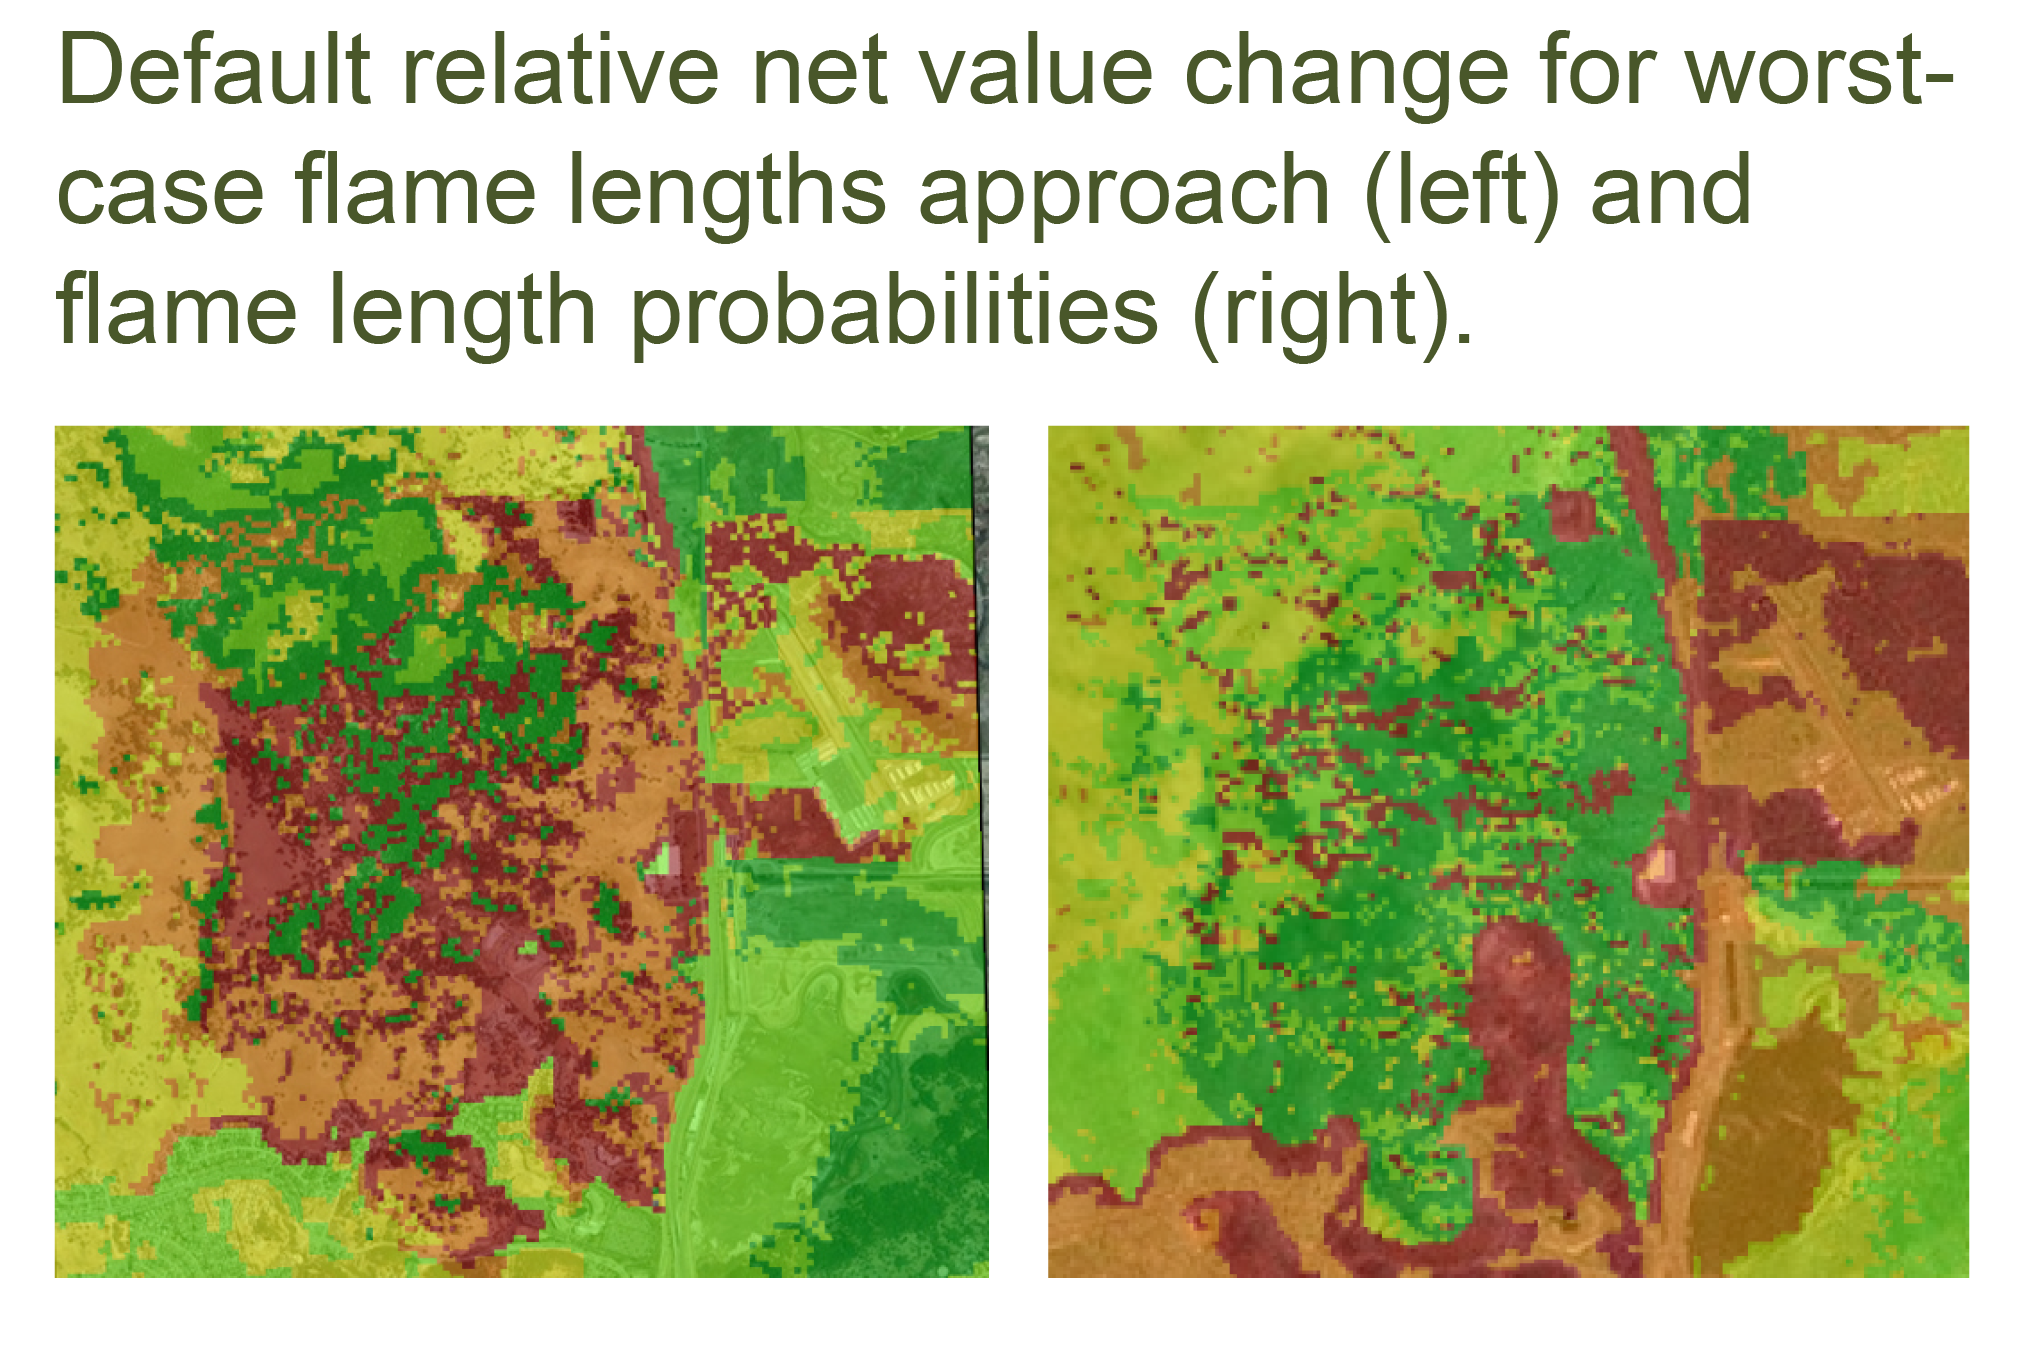 Default relative net value change for worst-
case flame lengths approach (left) and
flame length probabilities (right).